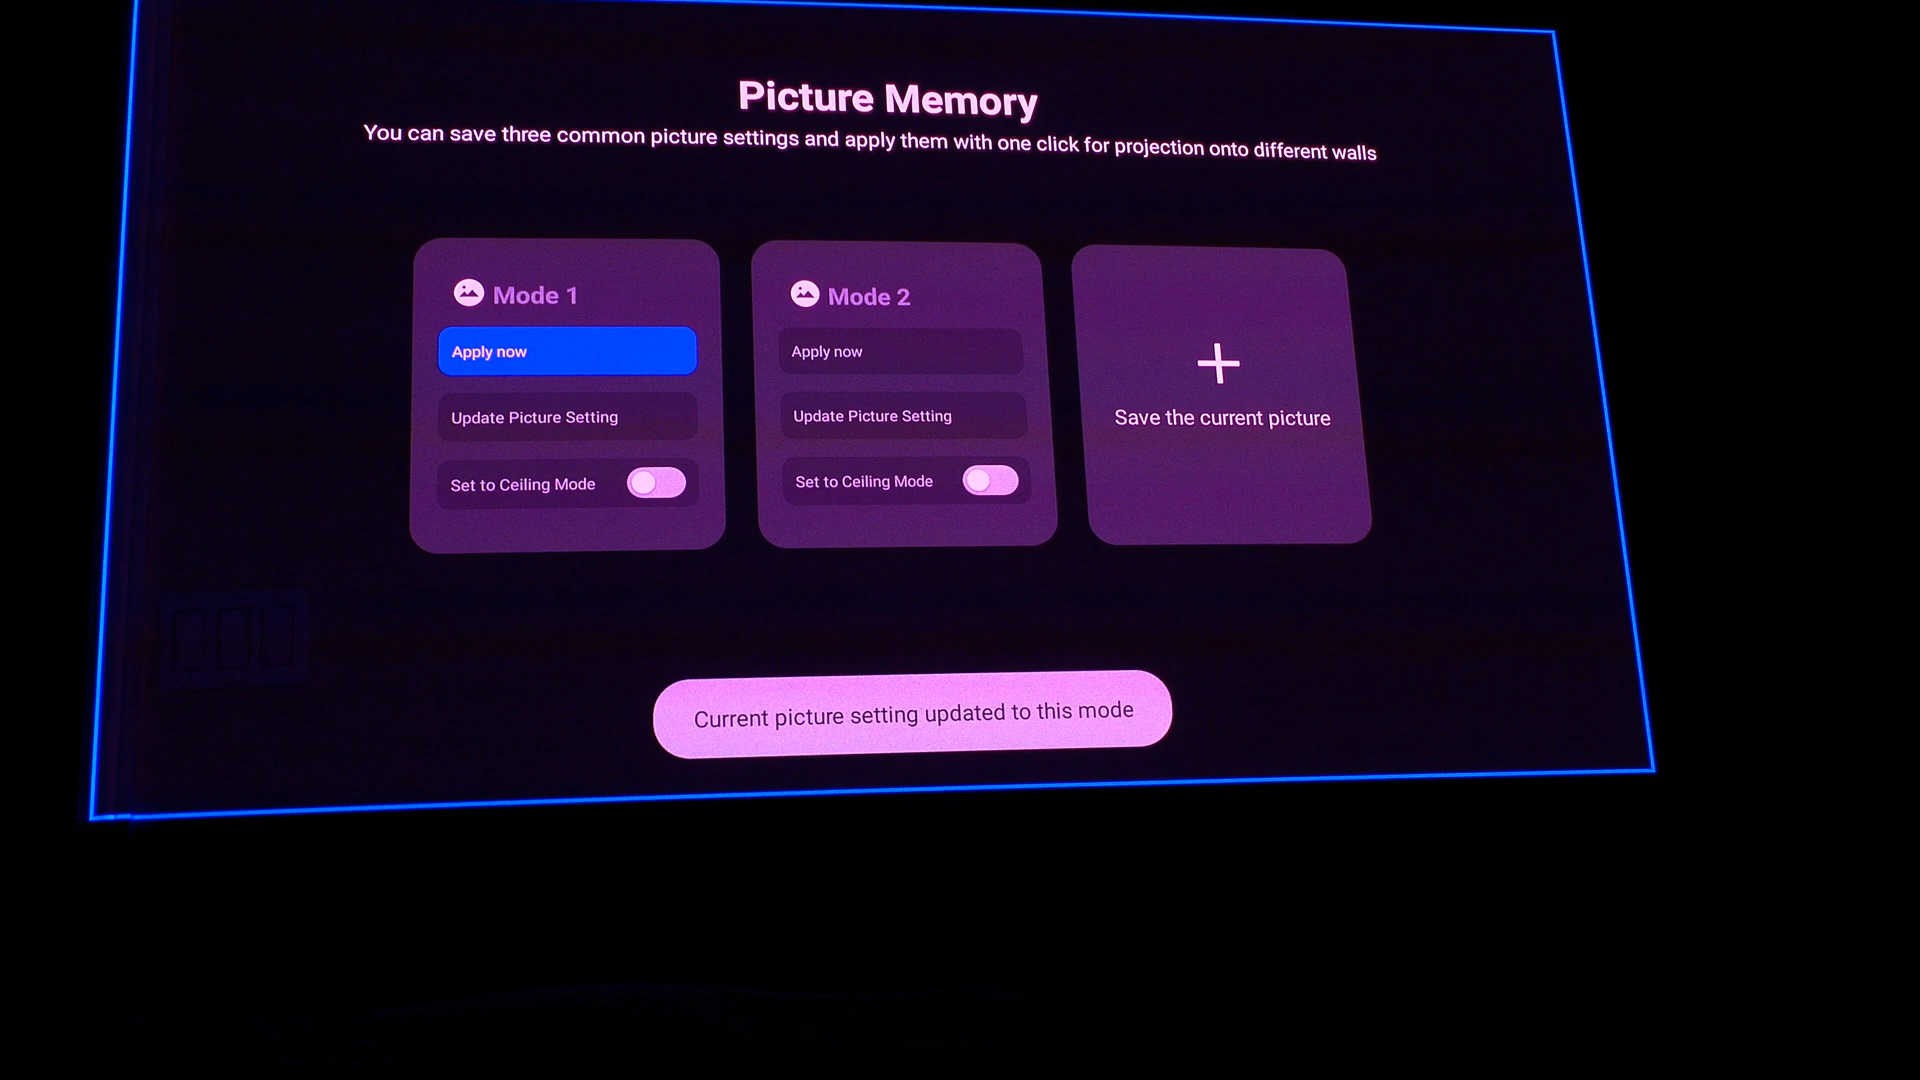 Picture Memory
You can save three common picture settings and apply them with one click for projection onto different walls
Mode 1
Apply now
Update Picture Setting
Set to Ceiling Mode
Mode 2
Apply now
Update Picture Setting
Set to Ceiling Mode
+
Save the current picture
Current picture setting updated to this mode